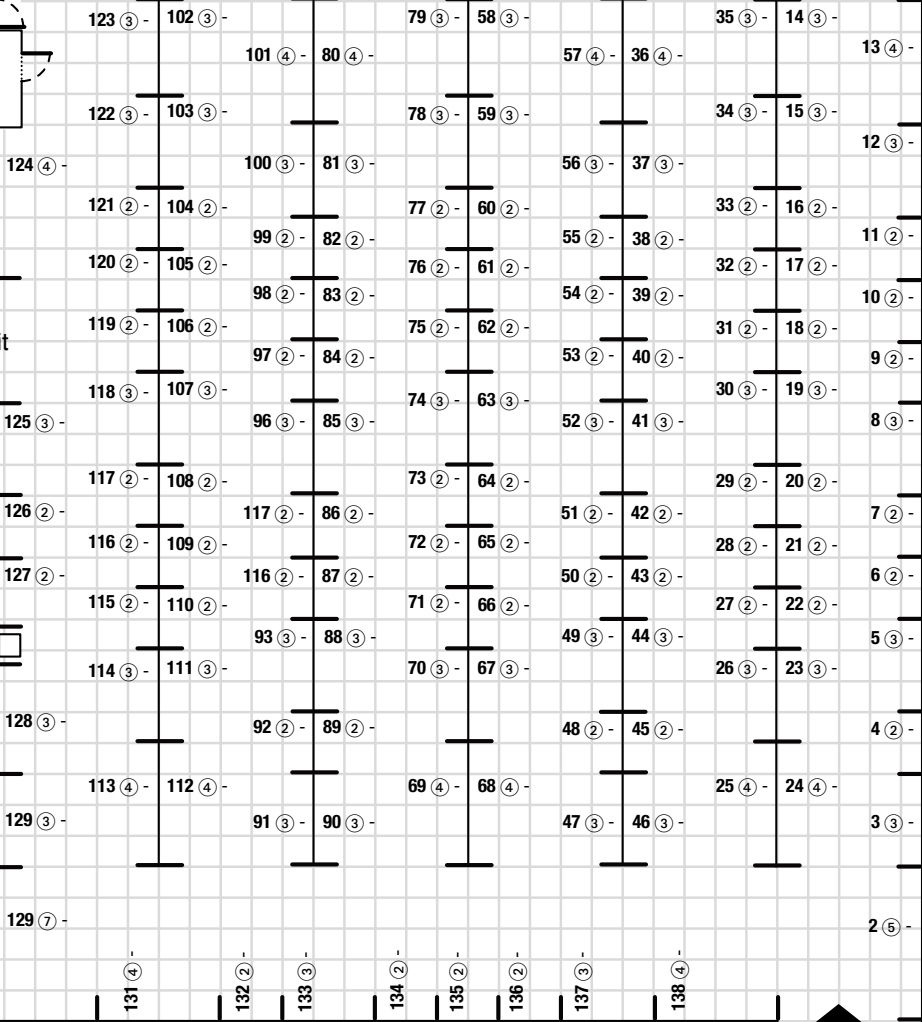 123 ③ - 102 ③ - 79 ③ - 58 ③ - 35 ③ - 14 ③ -
101 ④ - 80 ④ - 57 ④ - 36 ④ - 13 ④ -
122 ③ - 103 ③ - 78 ③ - 59 ③ - 34 ③ - 15 ③ -
12 ③ -
124 ④ - 100 ③ - 81 ③ - 56 ③ - 37 ③ -
121 ② - 104 ② - 77 ② - 60 ② - 33 ② - 16 ② -
99 ② - 82 ② - 55 ② - 38 ② - 11 ② -
120 ② - 105 ② - 76 ② - 61 ② - 32 ② - 17 ② -
98 ② - 83 ② - 54 ② - 39 ② - 10 ② -
119 ② - 106 ② - 75 ② - 62 ② - 31 ② - 18 ② -
it
97 ② - 84 ② - 53 ② - 40 ② - 9 ② -
118 ③ - 107 ③ - 74 ③ - 63 ③ - 30 ③ - 19 ③ -
125 ③ - 96 ③ - 85 ③ - 52 ③ - 41 ③ - 8 ③ -
117 ② - 108 ② - 73 ② - 64 ② - 29 ② - 20 ② -
126 ② - 117 ② - 86 ② - 51 ② - 42 ② - 7 ② -
116 ② - 109 ② - 72 ② - 65 ② - 28 ② - 21 ② -
127 ② - 116 ② - 87 ② - 50 ② - 43 ② - 6 ② -
115 ② - 110 ② - 71 ② - 66 ② - 27 ② - 22 ② -
93 ③ - 88 ③ - 49 ③ - 44 ③ - 5 ③ -
114 ③ - 111 ③ - 70 ③ - 67 ③ - 26 ③ - 23 ③ -
128 ③ - 92 ② - 89 ② - 48 ② - 45 ② - 4 ② -
113 ④ - 112 ④ - 69 ④ - 68 ④ - 25 ④ - 24 ④ -
129 ③ - 91 ③ - 90 ③ - 47 ③ - 46 ③ - 3 ③ -
129 ⑦ - 2 ⑤ -
131 ④ -
132 ② -
133 ③ -
134 ② -
135 ② -
136 ② -
137 ③ -
138 ④ -